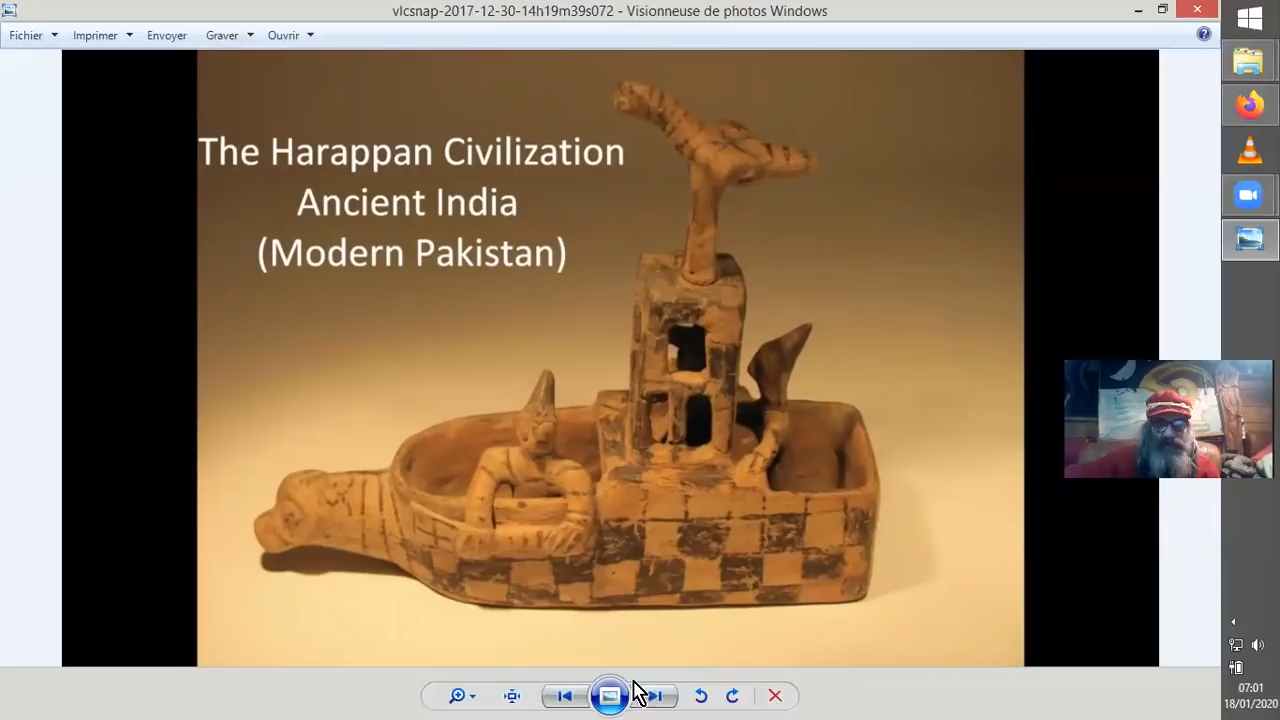 vlcsnap-2017-12-30-14h19m39s072 - Visionneuse de photos Windows
Fichier Imprimer Envoyer Graver Ouvrir
The Harappan Civilization
Ancient India
(Modern Pakistan)
07:01
18/01/2020